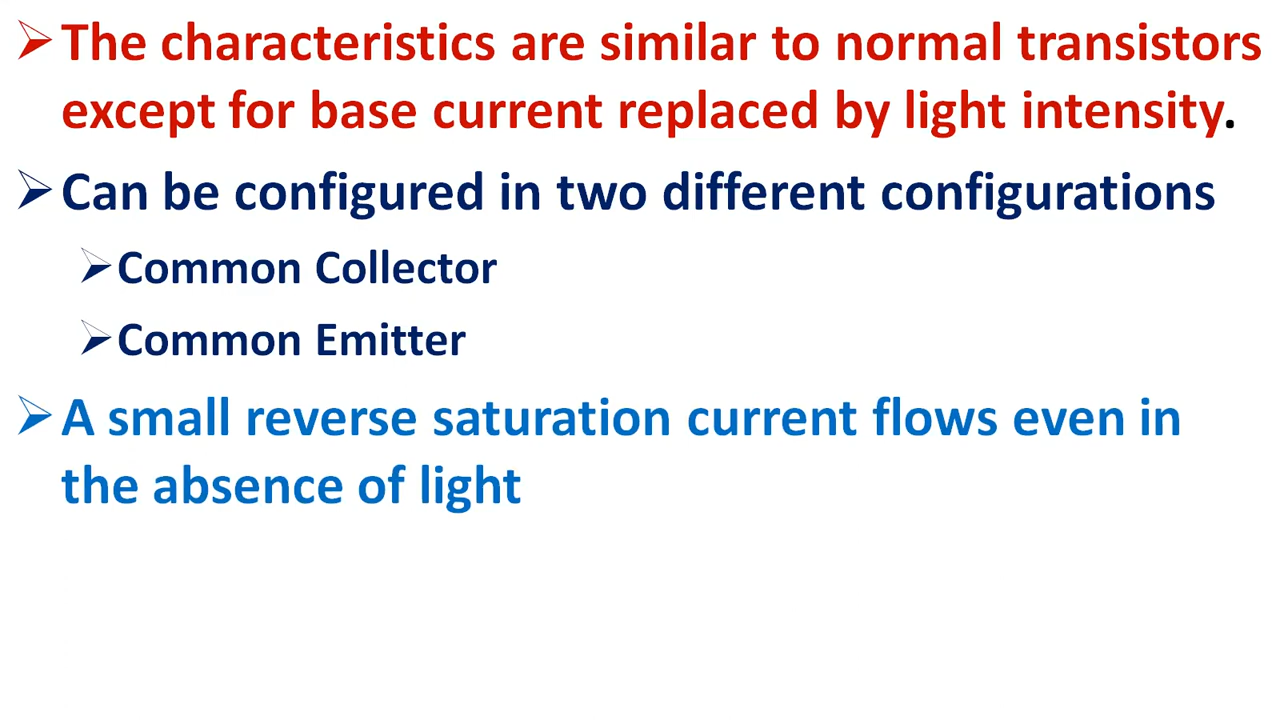 ➢The characteristics are similar to normal transistors
except for base current replaced by light intensity.
➢Can be configured in two different configurations
➢Common Collector
➢Common Emitter
➢A small reverse saturation current flows even in
the absence of light